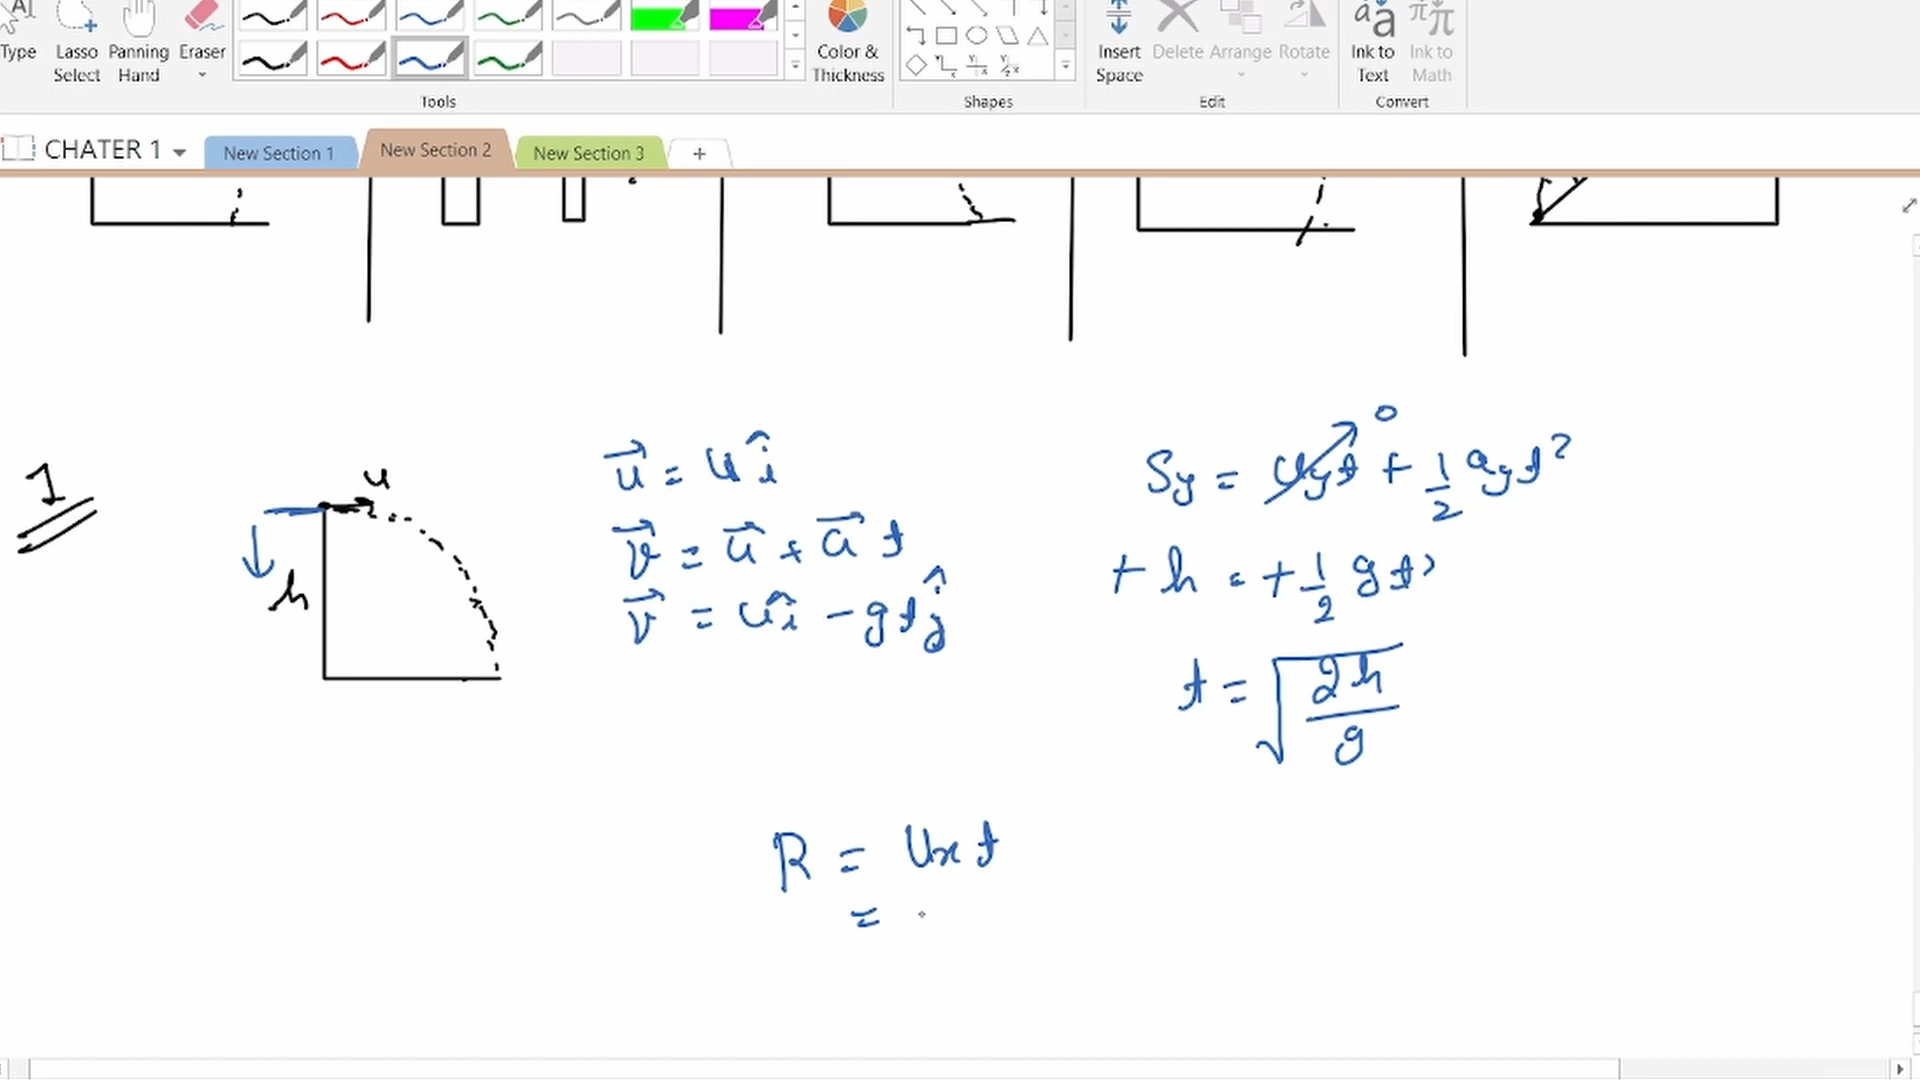 Type
Lasso Select
Panning Hand
Eraser
Color & Thickness
Insert Space
Delete
Arrange
Rotate
Ink to Text
Ink to Math
Tools
Shapes
Edit
Convert
CHATER 1
New Section 1
New Section 2
New Section 3
+
1
u
h
u⃗ = u î
v⃗ = u⃗ + a⃗ t
v⃗ = u î - g t ĵ
Sy = Uyt ↗ 0 + 1/2 ay t²
+ h = + 1/2 g t²
t = √(2h/g)
R = Ux t
=